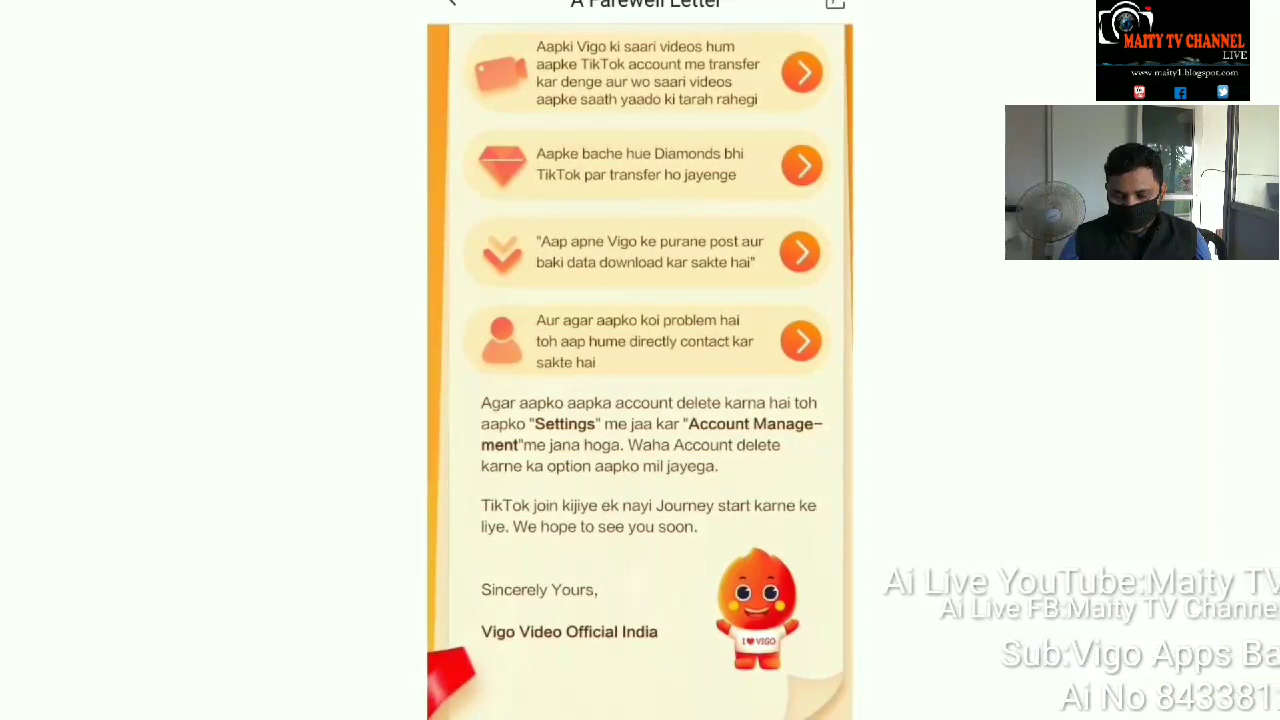 A Farewell Letter
Aapki Vigo ki saari videos hum
aapke TikTok account me transfer
kar denge aur wo saari videos
aapke saath yaado ki tarah rahegi
Aapke bache hue Diamonds bhi
TikTok par transfer ho jayenge
"Aap apne Vigo ke purane post aur
baki data download kar sakte hai"
Aur agar aapko koi problem hai
toh aap hume directly contact kar
sakte hai
Agar aapko aapka account delete karna hai toh
aapko "Settings" me jaa kar "Account Manage-
ment"me jana hoga. Waha Account delete
karne ka option aapko mil jayega.
TikTok join kijiye ek nayi Journey start karne ke
liye. We hope to see you soon.
Sincerely Yours,
Vigo Video Official India
I ♥ VIGO
MAITY TV CHANNEL
LIVE
www.maity1.blogspot.com
Ai Live YouTube:Maity TV
Ai Live FB:Maity TV Channe
Sub:Vigo Apps Ba
Ai No 843381